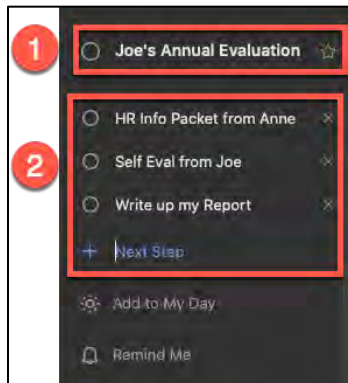 1
Joe's Annual Evaluation
2
HR Info Packet from Anne
Self Eval from Joe
Write up my Report
Next Step
Add to My Day
Remind Me